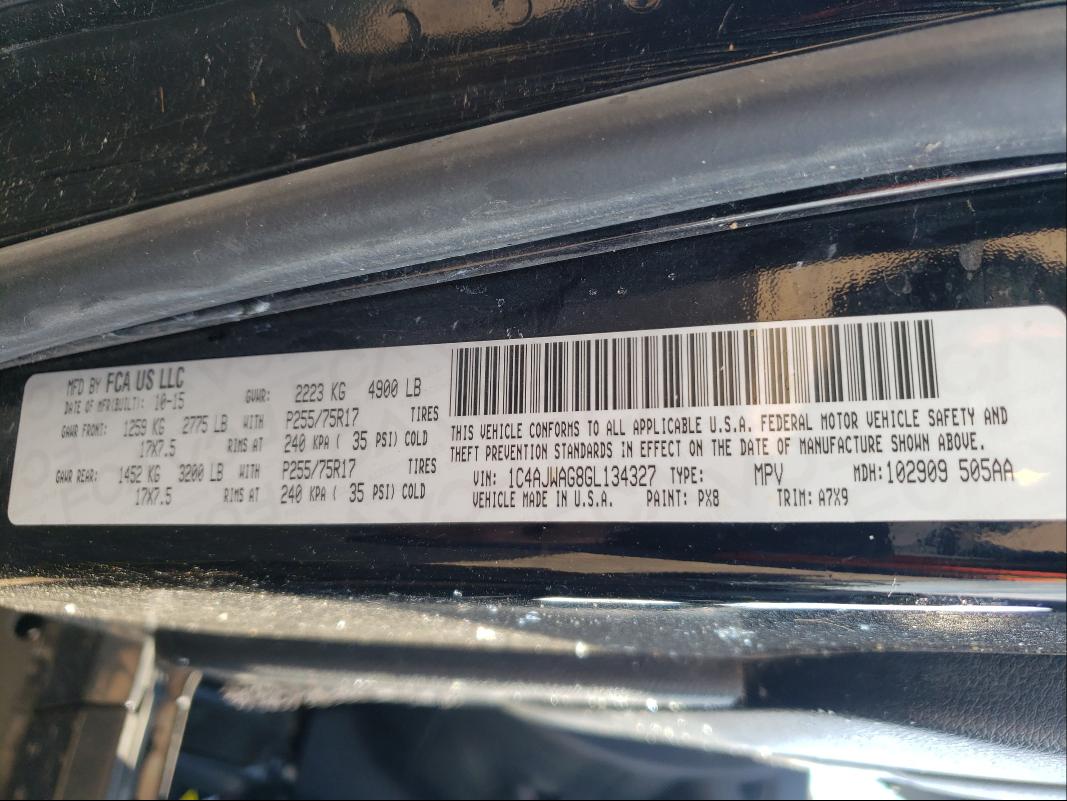 MFD BY FCA US LLC
DATE OF MFR(BUILT): 10-15 GVWR: 2223 KG 4900 LB
GAWR FRONT: 1259 KG 2775 LB WITH P255/75R17 TIRES
17X7.5 RIMS AT 240 KPA ( 35 PSI) COLD
GAWR REAR: 1452 KG 3200 LB WITH P255/75R17 TIRES
17X7.5 RIMS AT 240 KPA ( 35 PSI) COLD
THIS VEHICLE CONFORMS TO ALL APPLICABLE U.S.A. FEDERAL MOTOR VEHICLE SAFETY AND
THEFT PREVENTION STANDARDS IN EFFECT ON THE DATE OF MANUFACTURE SHOWN ABOVE.
VIN: 1C4AJWAG8GL134327 TYPE: MPV MDH:102909 505AA
VEHICLE MADE IN U.S.A. PAINT: PX8 TRIM: A7X9